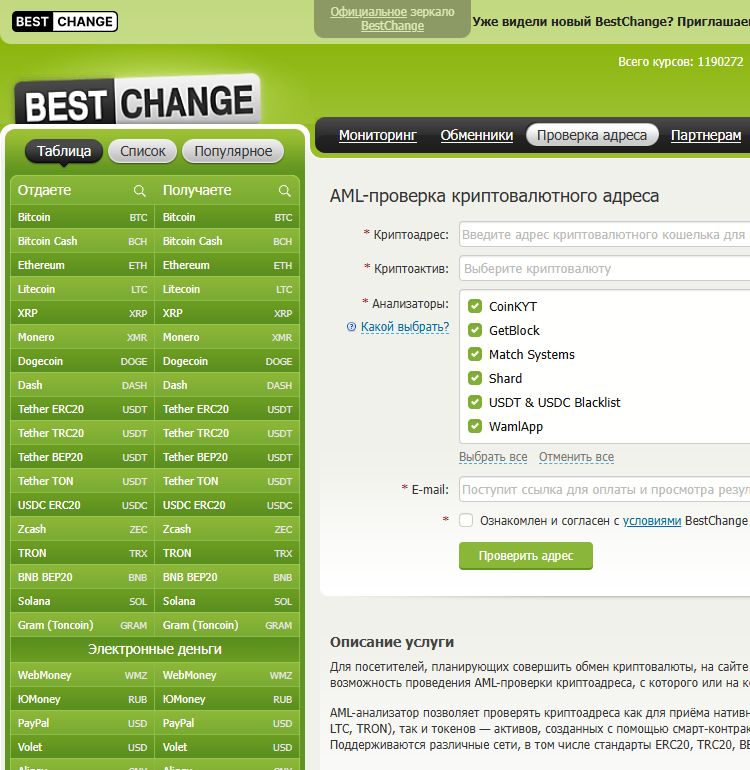 BEST CHANGE
Официальное зеркало
BestChange
Уже видели новый BestChange? Приглашаем
Всего курсов: 1190272
BEST CHANGE
Мониторинг Обменники Проверка адреса Партнерам
Таблица Список Популярное
Отдаете Получаете
Bitcoin BTC Bitcoin BTC
Bitcoin Cash BCH Bitcoin Cash BCH
Ethereum ETH Ethereum ETH
Litecoin LTC Litecoin LTC
XRP XRP XRP XRP
Monero XMR Monero XMR
Dogecoin DOGE Dogecoin DOGE
Dash DASH Dash DASH
Tether ERC20 USDT Tether ERC20 USDT
Tether TRC20 USDT Tether TRC20 USDT
Tether BEP20 USDT Tether BEP20 USDT
Tether TON USDT Tether TON USDT
USDC ERC20 USDC USDC ERC20 USDC
Zcash ZEC Zcash ZEC
TRON TRX TRON TRX
BNB BEP20 BNB BNB BEP20 BNB
Solana SOL Solana SOL
Gram (Toncoin) GRAM Gram (Toncoin) GRAM
Электронные деньги
WebMoney WMZ WebMoney WMZ
ЮMoney RUB ЮMoney RUB
PayPal USD PayPal USD
Volet USD Volet USD
AML-проверка криптовалютного адреса
* Криптоадрес: Введите адрес криптовалютного кошелька для
* Криптоактив: Выберите криптовалюту
* Анализаторы:
Какой выбрать?
CoinKYT
GetBlock
Match Systems
Shard
USDT & USDC Blacklist
WamlApp
Выбрать все Отменить все
* E-mail: Поступит ссылка для оплаты и просмотра резул
* Ознакомлен и согласен с условиями BestChange
Проверить адрес
Описание услуги
Для посетителей, планирующих совершить обмен криптовалюты, на сайте
возможность проведения AML-проверки криптоадреса, с которого или на к
AML-анализатор позволяет проверять криптоадреса как для приёма нативн
LTC, TRON), так и токенов — активов, созданных с помощью смарт-контрак
Поддерживаются различные сети, в том числе стандарты ERC20, TRC20, BE